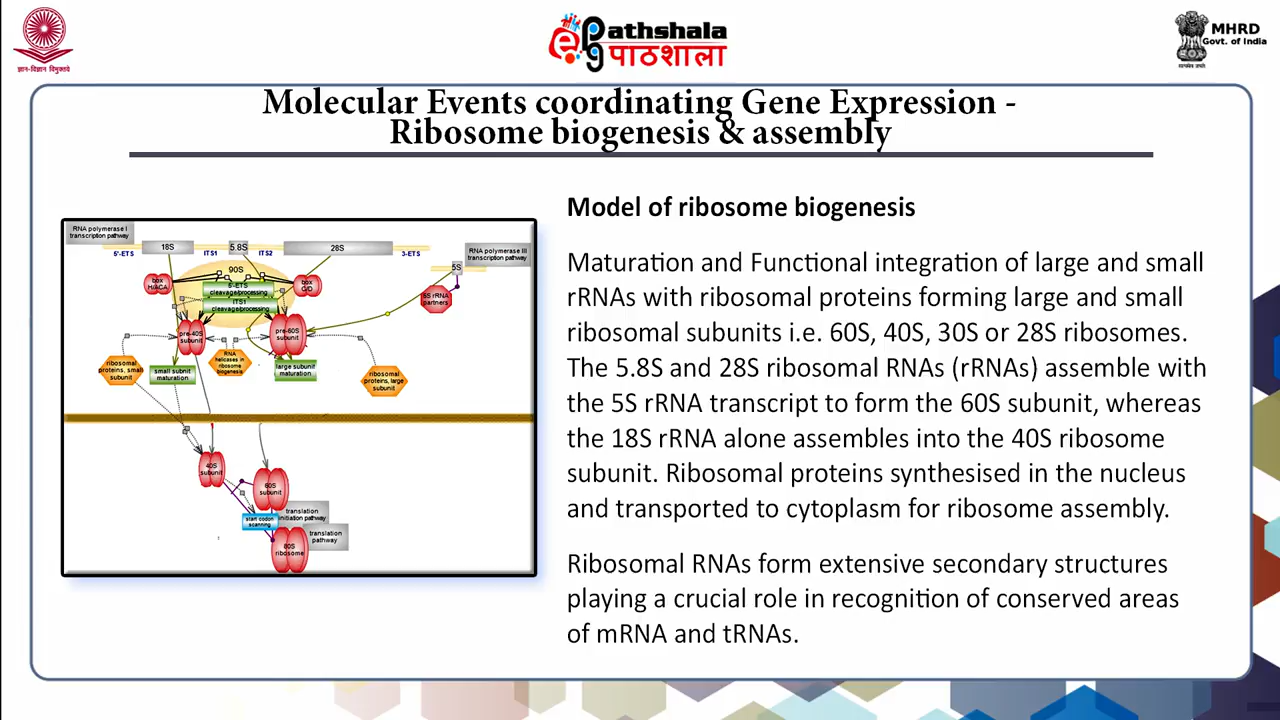 ज्ञान-विज्ञान विमुक्तये
ePg Pathshala
पाठशाला
MHRD
Govt. of India
Molecular Events coordinating Gene Expression -
Ribosome biogenesis & assembly
RNA polymerase I
transcription pathway
18S
5.8S
28S
5'-ETS
ITS1
ITS2
3-ETS
RNA polymerase III
transcription pathway
5S
90S
box
H/ACA
5'-ETS
cleavage/processing
ITS1
cleavage/processing
box
C/D
5S rRNA
partners
pre-40S
subunit
pre-60S
subunit
ribosomal
proteins, small
subunit
small subnit
maturation
RNA
helicases in
ribosome
biogenesis
large subunit
maturation
ribosomal
proteins, large
subunit
40S
subunit
60S
subunit
start codon
scanning
translation
initiation pathway
translation
pathway
80S
ribosome
Model of ribosome biogenesis
Maturation and Functional integration of large and small
rRNAs with ribosomal proteins forming large and small
ribosomal subunits i.e. 60S, 40S, 30S or 28S ribosomes.
The 5.8S and 28S ribosomal RNAs (rRNAs) assemble with
the 5S rRNA transcript to form the 60S subunit, whereas
the 18S rRNA alone assembles into the 40S ribosome
subunit. Ribosomal proteins synthesised in the nucleus
and transported to cytoplasm for ribosome assembly.
Ribosomal RNAs form extensive secondary structures
playing a crucial role in recognition of conserved areas
of mRNA and tRNAs.